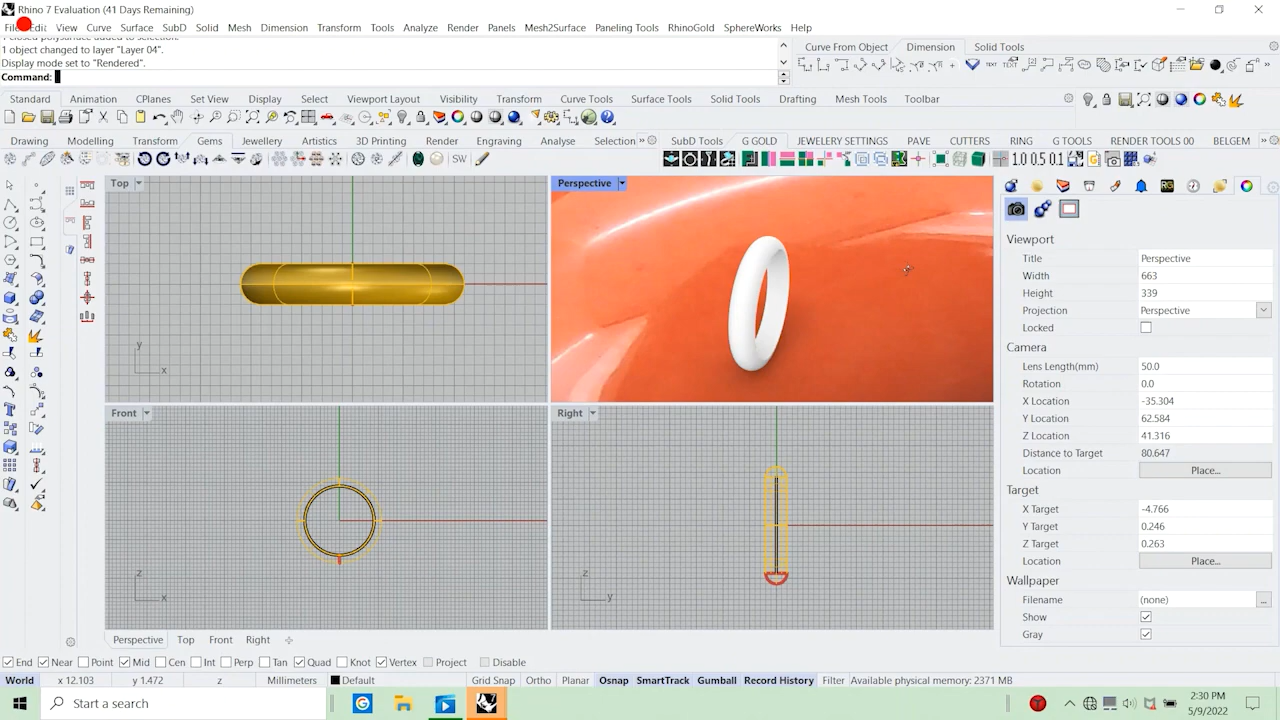 Rhino 7 Evaluation (41 Days Remaining)
File Edit View Curve Surface SubD Solid Mesh Dimension Transform Tools Analyze Render Panels Mesh2Surface Paneling Tools RhinoGold SphereWorks Help
1 closed polysurface added to selection.
1 object changed to layer "Layer 04".
Display mode set to "Rendered".
Command:
Curve From Object Dimension Solid Tools
Standard Animation CPlanes Set View Display Select Viewport Layout Visibility Transform Curve Tools Surface Tools Solid Tools Drafting Mesh Tools Toolbar
Drawing Modelling Transform Gems Jewelry Artistics 3D Printing Render Engraving Analyse Selection »
SubD Tools G GOLD JEWELERY SETTINGS PAVE CUTTERS RING G TOOLS RENDER TOOLS 00 RELGEM »
SW
1.0 0.5 0.1
Top
Perspective
y
x
Front
Right
z
x
z
y
Perspective Top Front Right
Viewport
Title Perspective
Width 663
Height 339
Projection Perspective
Locked
Camera
Lens Length(mm) 50.0
Rotation 0.0
X Location -35.304
Y Location 62.584
Z Location 41.316
Distance to Target 80.647
Location Place...
Target
X Target -4.766
Y Target 0.246
Z Target 0.263
Location Place...
Wallpaper
Filename (none) ...
Show
Gray
End Near Point Mid Cen Int Perp Tan Quad Knot Vertex Project Disable
World x 12.103 y 1.472 z Millimeters Default Grid Snap Ortho Planar Osnap SmartTrack Gumball Record History Filter Available physical memory: 2371 MB
Start a search
2:30 PM
5/9/2022